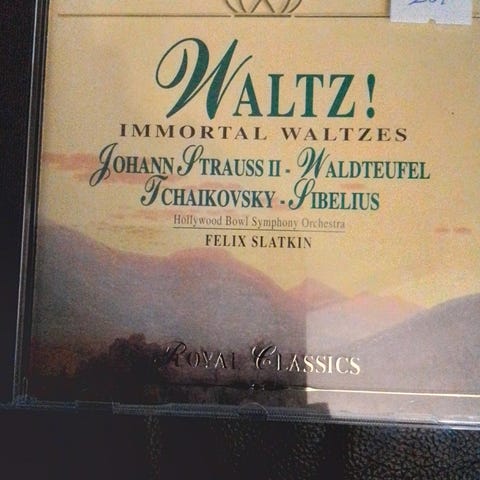 WALTZ!
IMMORTAL WALTZES
JOHANN STRAUSS II - WALDTEUFEL
TCHAIKOVSKY - SIBELIUS
Hollywood Bowl Symphony Orchestra
FELIX SLATKIN
ROYAL CLASSICS